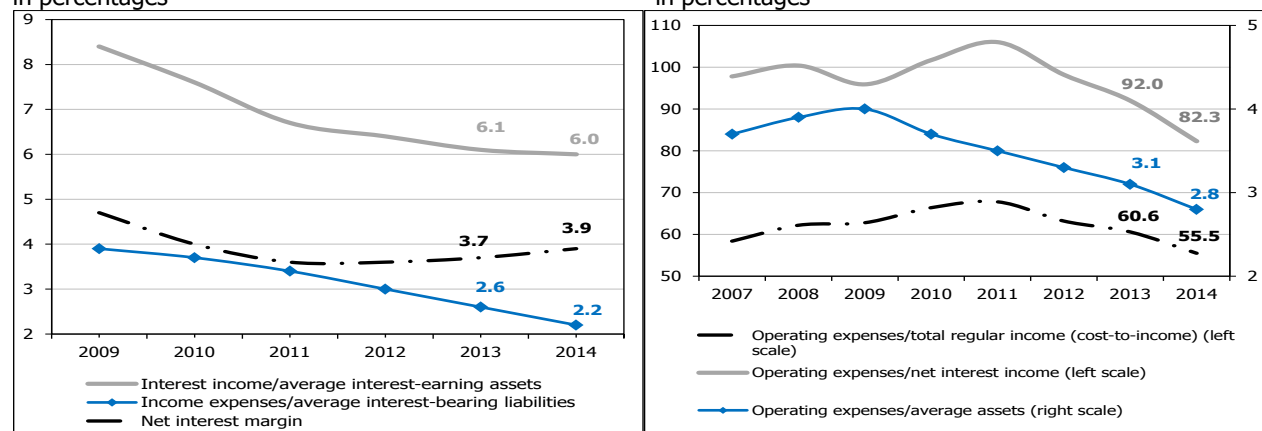 in percentages
9
8
7
6
5
4
3
2
6.1
6.0
3.7
3.9
2.6
2.2
2009 2010 2011 2012 2013 2014
Interest income/average interest-earning assets
Income expenses/average interest-bearing liabilities
Net interest margin
in percentages
110
100
90
80
70
60
50
5
4
3
2
92.0
82.3
3.1
2.8
60.6
55.5
2007 2008 2009 2010 2011 2012 2013 2014
Operating expenses/total regular income (cost-to-income) (left
scale)
Operating expenses/net interest income (left scale)
Operating expenses/average assets (right scale)